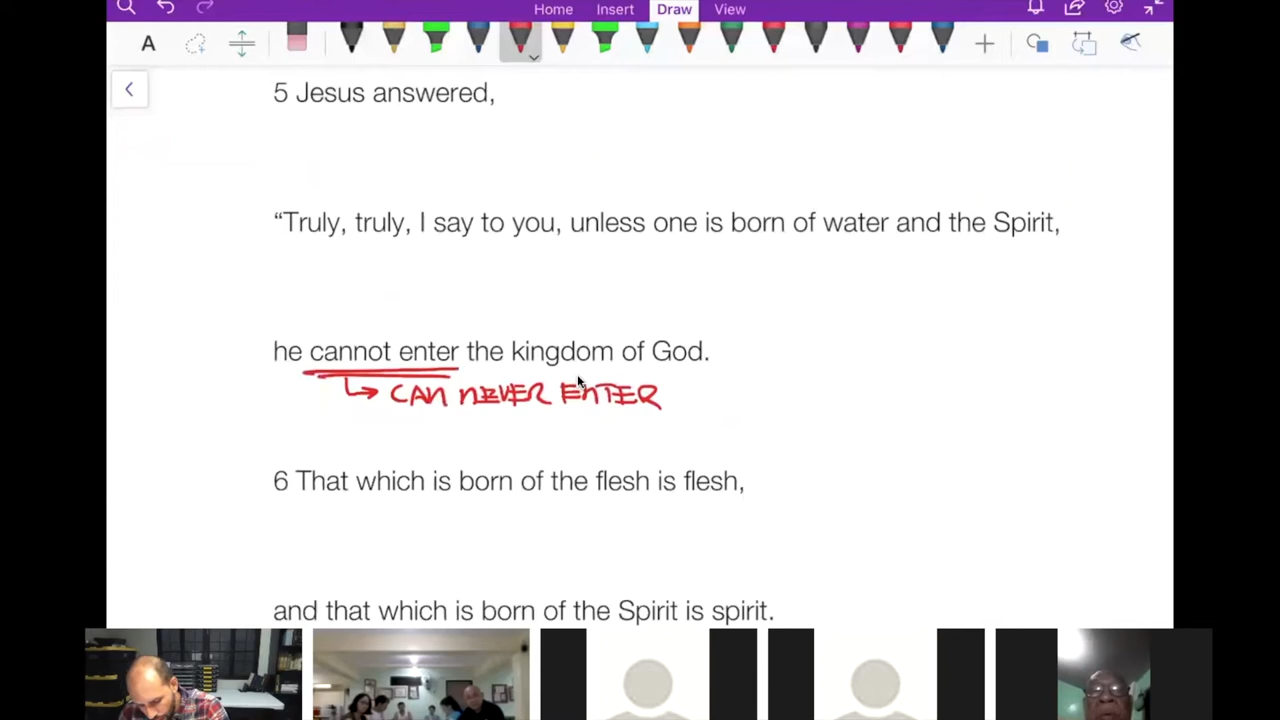 Home Insert Draw View
A
5 Jesus answered,
“Truly, truly, I say to you, unless one is born of water and the Spirit,
he cannot enter the kingdom of God.
CAN NEVER ENTER
6 That which is born of the flesh is flesh,
and that which is born of the Spirit is spirit.